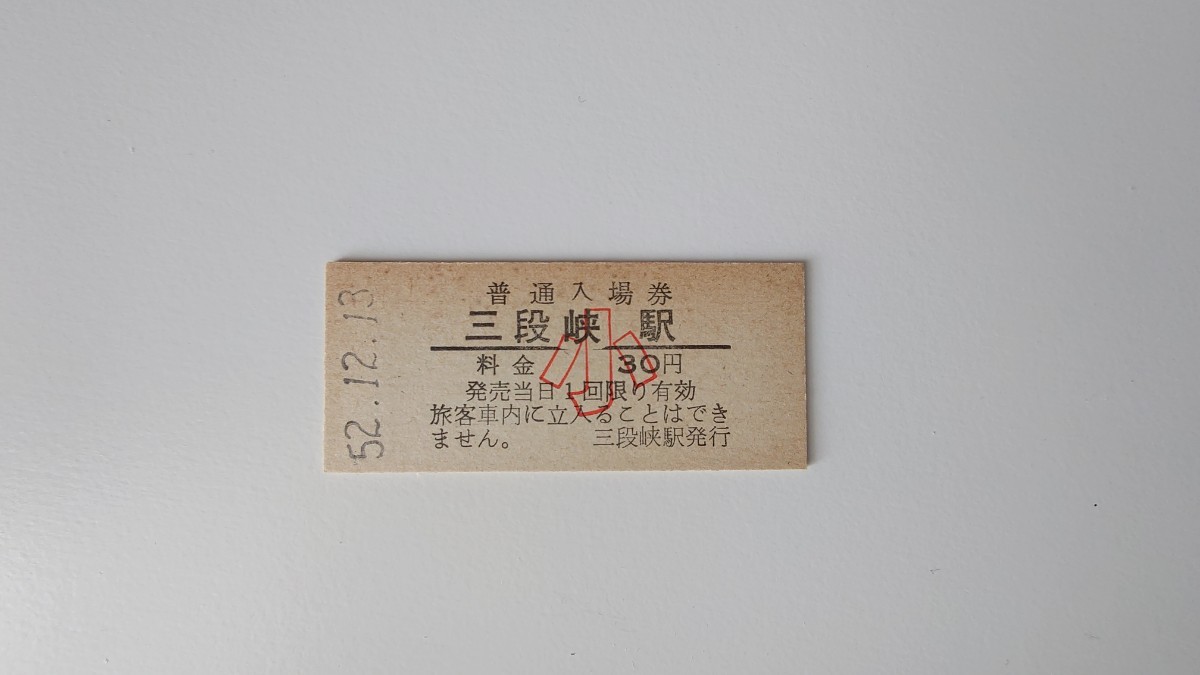 52.12.13.
普通入場券
三段峡駅
小
料金 30円
発売当日1回限り有効
旅客車内に立入ることはでき
ません。 三段峡駅発行